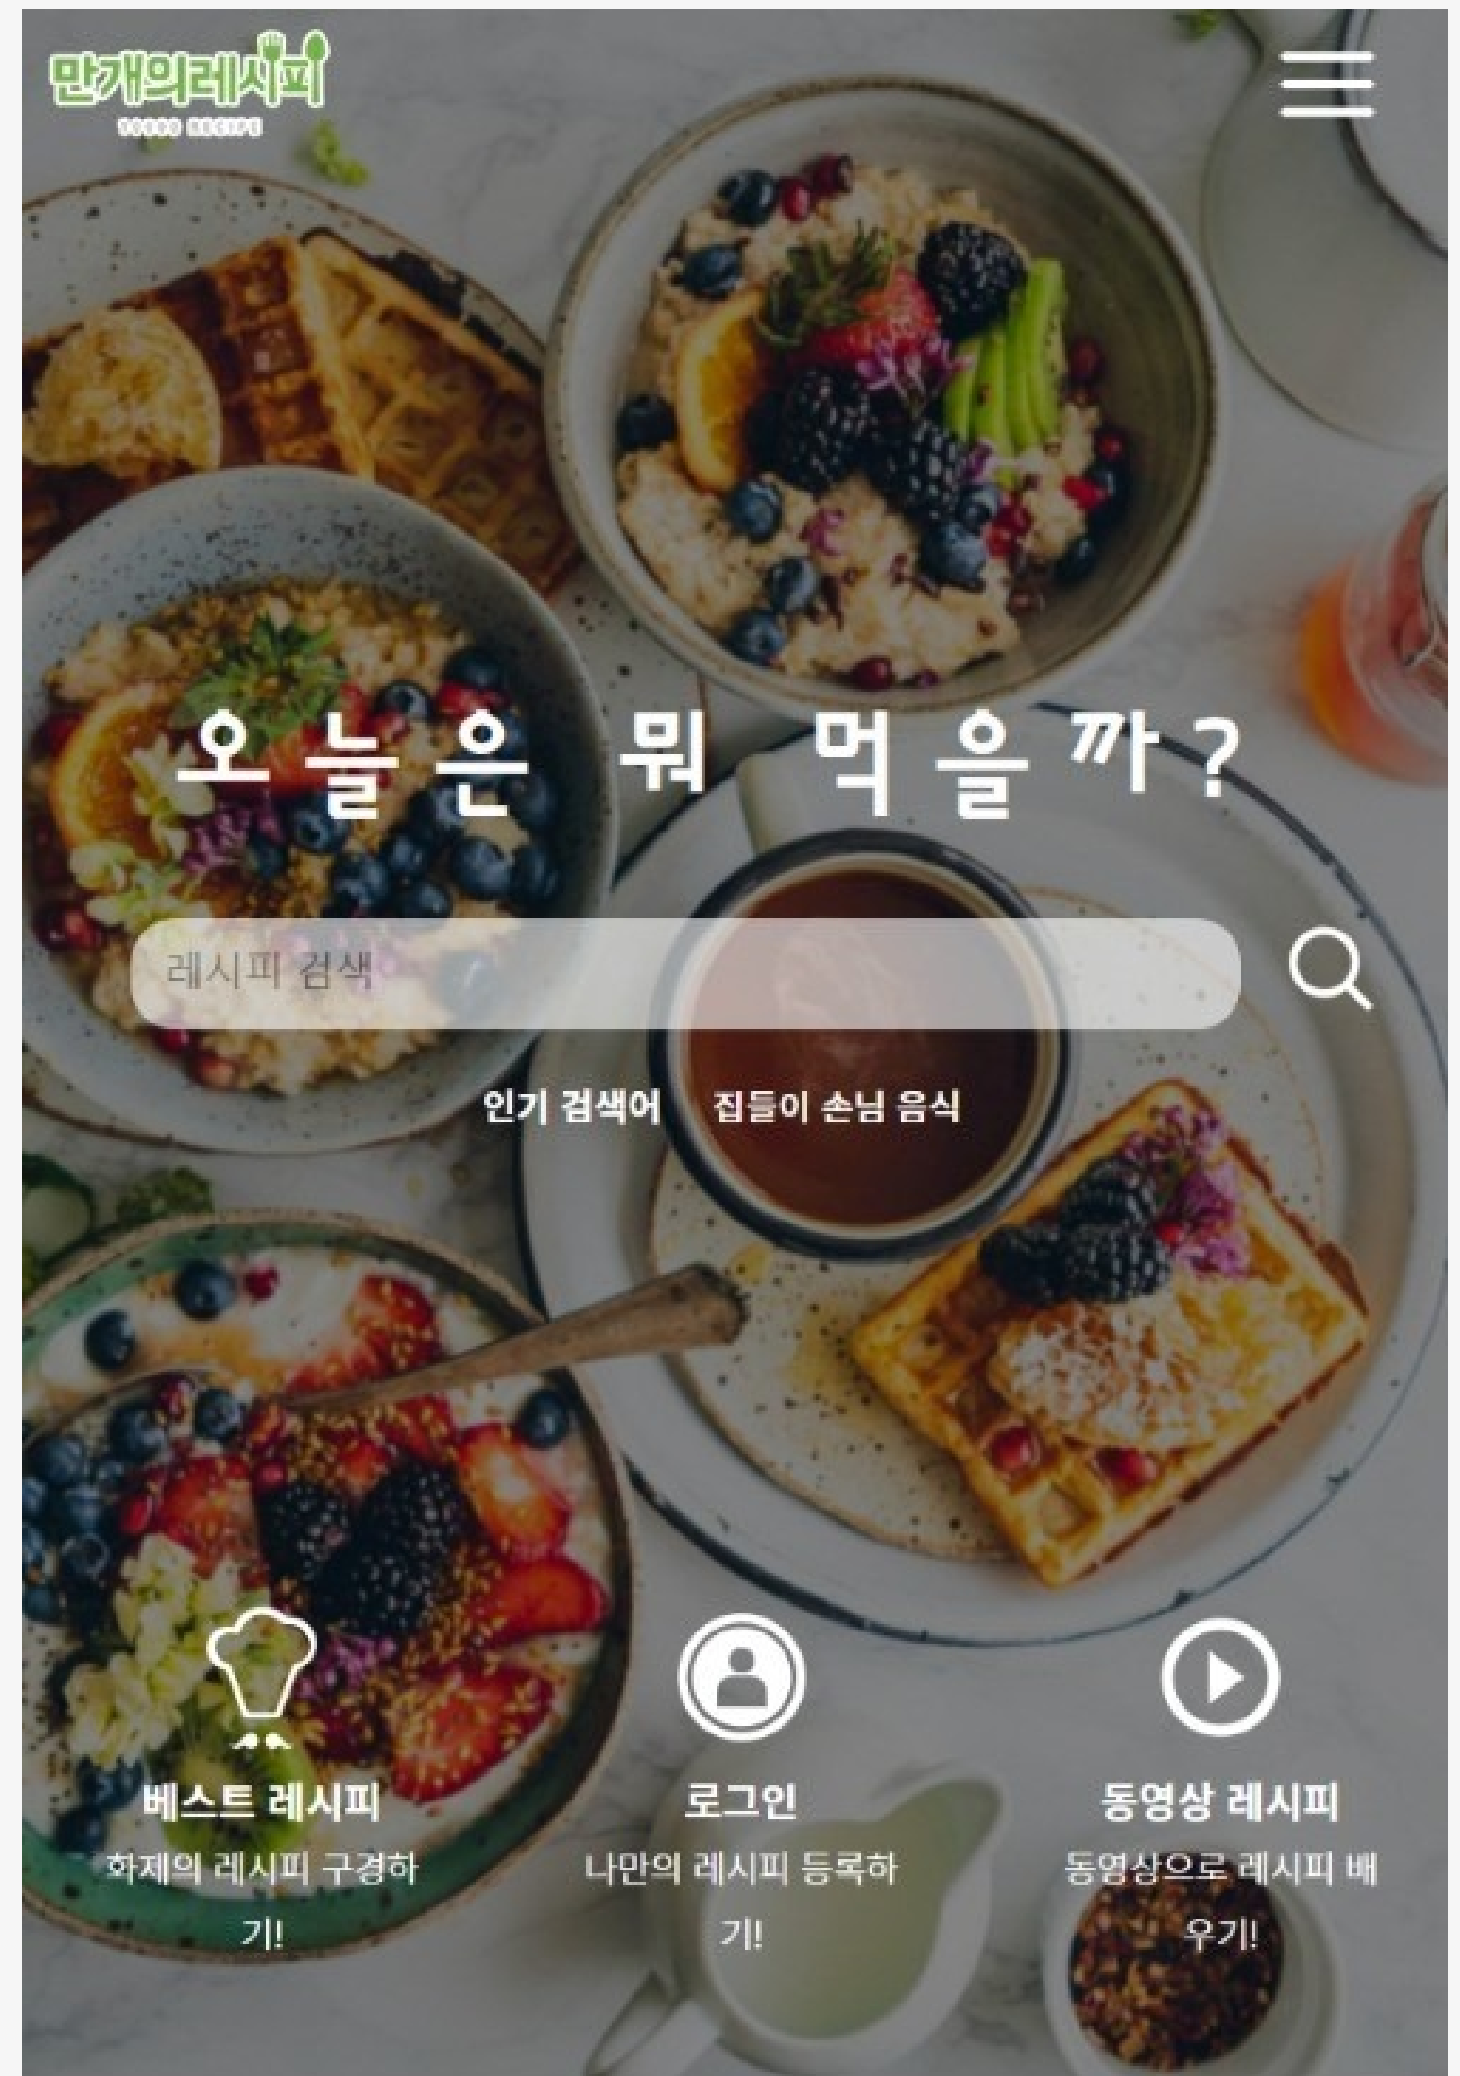 만개의레시피
10000 RECIPE
오늘은 뭐 먹을까?
레시피 검색
인기 검색어 집들이 손님 음식
베스트 레시피
화제의 레시피 구경하
기!
로그인
나만의 레시피 등록하
기!
동영상 레시피
동영상으로 레시피 배
우기!